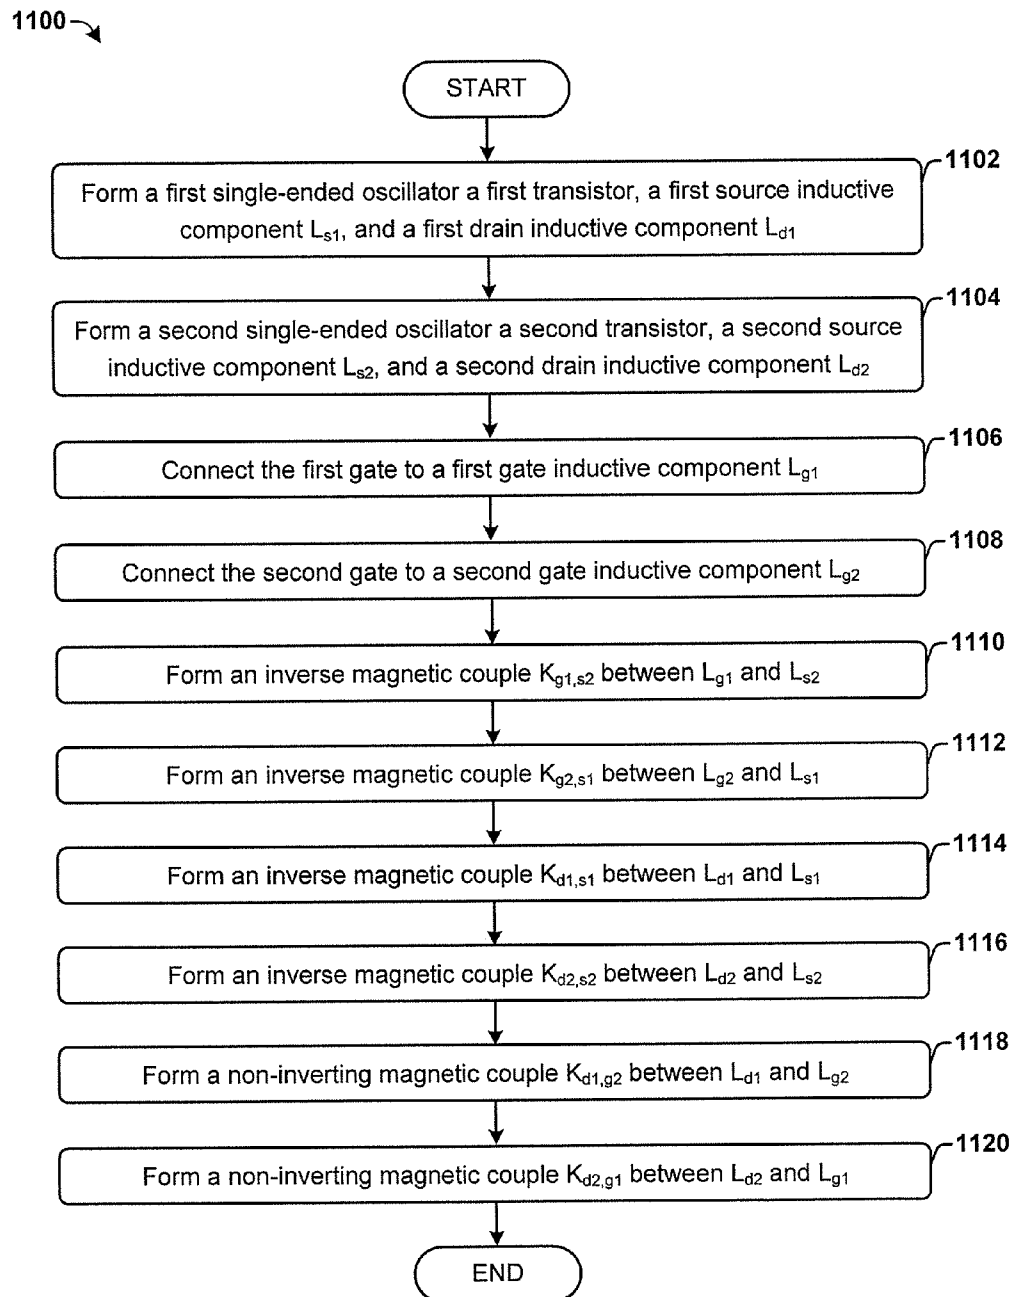 1100
START
1102
Form a first single-ended oscillator a first transistor, a first source inductive
component Ls1, and a first drain inductive component Ld1
1104
Form a second single-ended oscillator a second transistor, a second source
inductive component Ls2, and a second drain inductive component Ld2
1106
Connect the first gate to a first gate inductive component Lg1
1108
Connect the second gate to a second gate inductive component Lg2
1110
Form an inverse magnetic couple Kg1,s2 between Lg1 and Ls2
1112
Form an inverse magnetic couple Kg2,s1 between Lg2 and Ls1
1114
Form an inverse magnetic couple Kd1,s1 between Ld1 and Ls1
1116
Form an inverse magnetic couple Kd2,s2 between Ld2 and Ls2
1118
Form a non-inverting magnetic couple Kd1,g2 between Ld1 and Lg2
1120
Form a non-inverting magnetic couple Kd2,g1 between Ld2 and Lg1
END